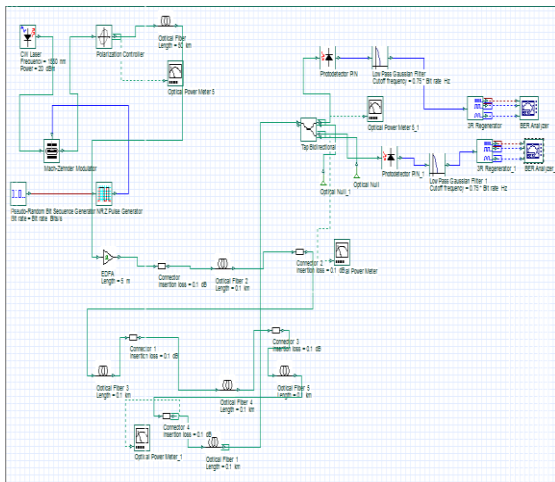 CW Laser
Frequency = 1550 nm
Power = 20 dBm
Polarization Controller
Optical Fiber
Length = 50 km
Optical Power Meter 5
Mach-Zehnder Modulator
Pseudo-Random Bit Sequence Generator
Bit rate = Bit rate Bits/s
NRZ Pulse Generator
Photodetector PIN
Low Pass Gaussian Filter
Cutoff frequency = 0.75 * Bit rate Hz
Optical Power Meter 5_1
3R Regenerator
BER Analyzer
Tap Bidirectional
Photodetector PIN_1
Low Pass Gaussian Filter 1
Cutoff frequency = 0.75 * Bit rate Hz
3R Regenerator_1
BER Analyzer_
Optical Null_1
Optical Null
EDFA
Length = 5 m
Connector
Insertion loss = 0.1 dB
Optical Fiber 2
Length = 0.1 km
Connector 2
Insertion loss = 0.1 dB
Power Meter
Connector 1
Insertion loss = 0.1 dB
Connector 3
Insertion loss = 0.1 dB
Optical Fiber 3
Length = 0.1 km
Optical Fiber 4
Length = 0.1 km
Optical Fiber 5
Length = 0.1 km
Connector 4
Insertion loss = 0.1 dB
Optical Power Meter_1
Optical Fiber 1
Length = 0.1 km